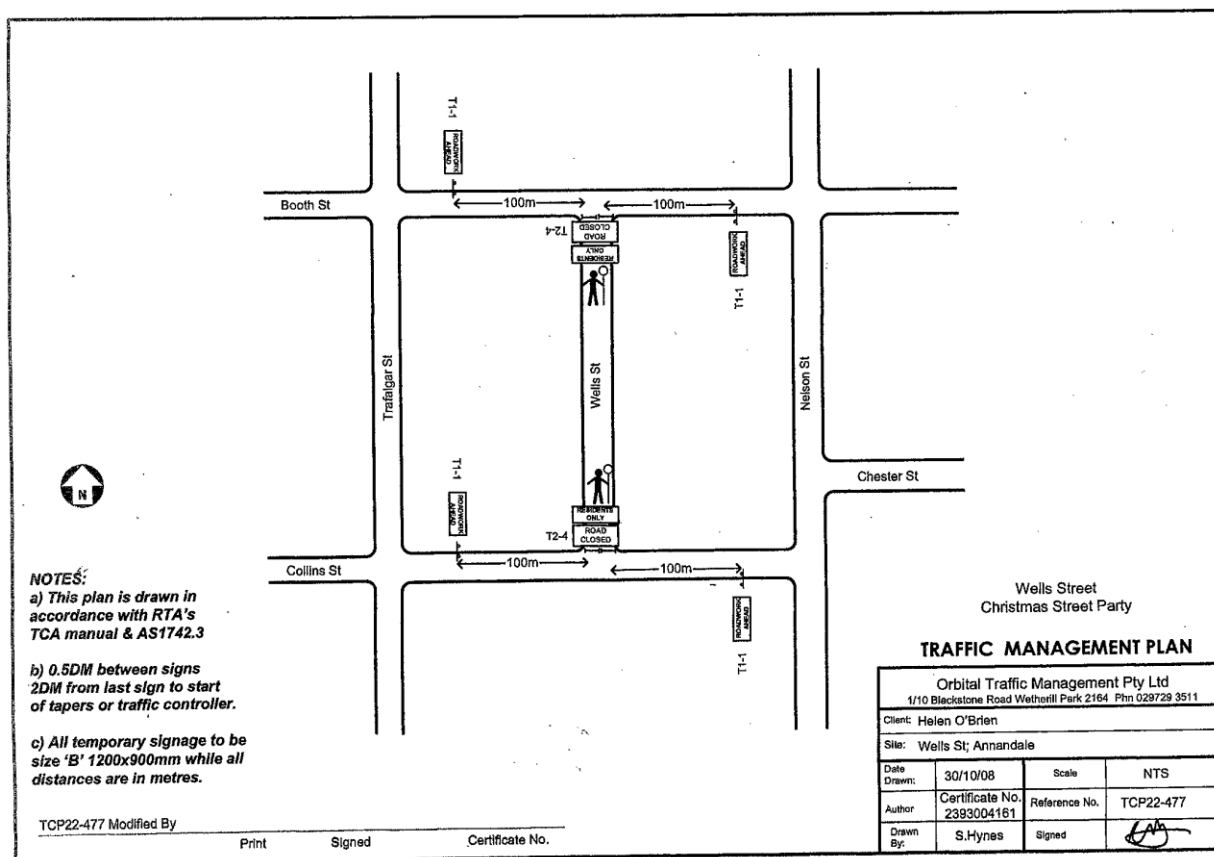 T1-1
ROADWORK
AHEAD
Booth St
100m
100m
T2-4
ROAD
CLOSED
RESIDENTS
ONLY
ROADWORK
AHEAD
T1-1
Trafalgar St
Wells St
Nelson St
T1-1
ROADWORK
AHEAD
Chester St
N
RESIDENTS
ONLY
T2-4
ROAD
CLOSED
Collins St
100m
100m
ROADWORK
AHEAD
T1-1
NOTES:
a) This plan is drawn in
accordance with RTA's
TCA manual & AS1742.3
b) 0.5DM between signs
2DM from last sign to start
of tapers or traffic controller.
c) All temporary signage to be
size 'B' 1200x900mm while all
distances are in metres.
TCP22-477 Modified By
Print Signed Certificate No.
Wells Street
Christmas Street Party
TRAFFIC MANAGEMENT PLAN
Orbital Traffic Management Pty Ltd
1/10 Blackstone Road Wetherill Park 2164 Phn 029729 3511
Client: Helen O'Brien
Site: Wells St; Annandale
Date Drawn: 30/10/08 Scale NTS
Author Certificate No. 2393004161 Reference No. TCP22-477
Drawn By: S.Hynes Signed